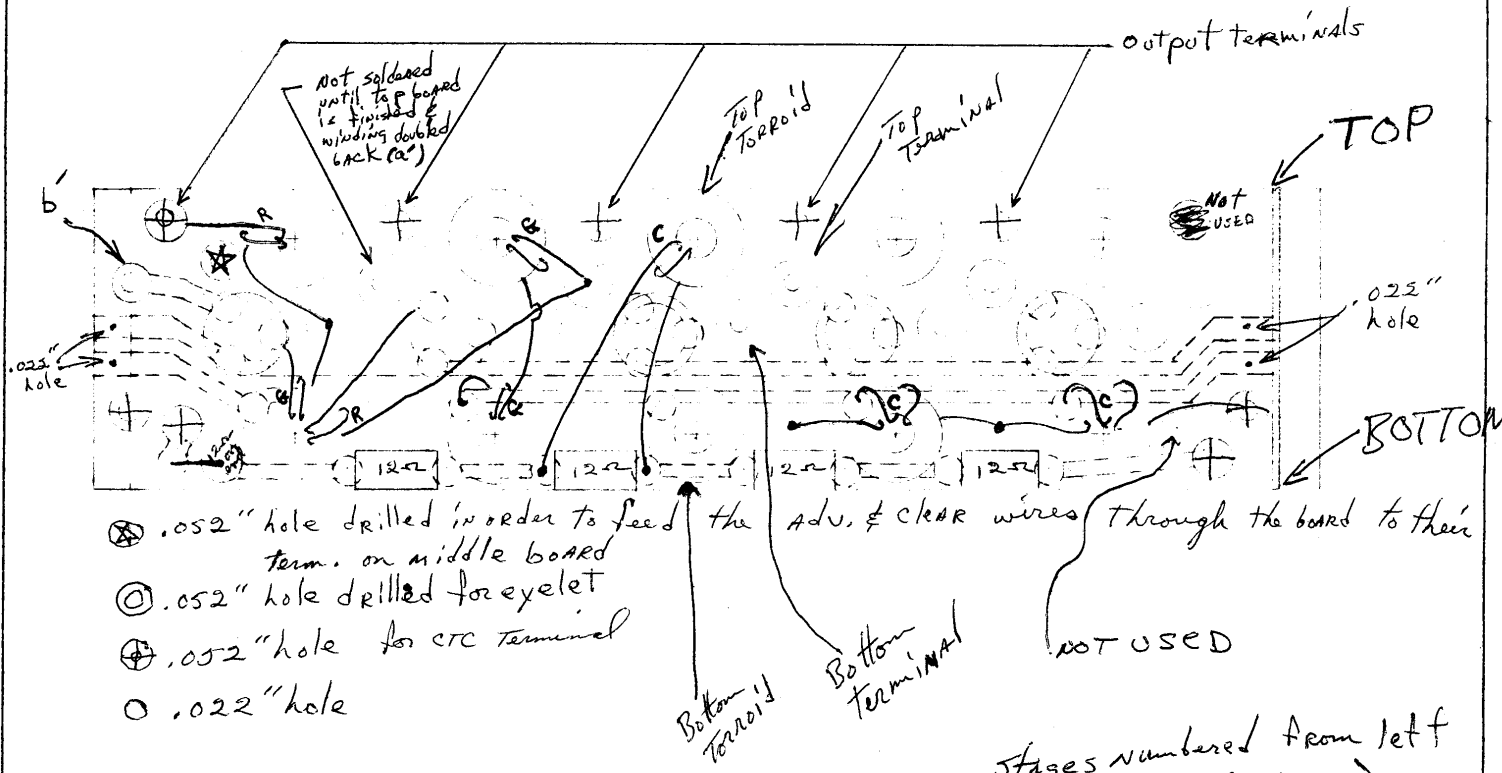 Output terminals
Not soldered
until top board
is finished &
winding doubled
back (a')
Top
Torroid
Top
Terminal
TOP
b'
R
Not
USED
G
C
.022"
hole
.022"
hole
G
R
G
C
C
BOTTOM
12Ω
12Ω
12Ω
12Ω
.052" hole drilled in order to feed the Adv. & clear wires through the board to their
term. on middle board
.052" hole drilled for eyelet
.052" hole for CTC Terminal
.022" hole
Bottom
Torroid
Bottom
Terminal
NOT USED
Stages numbered from left